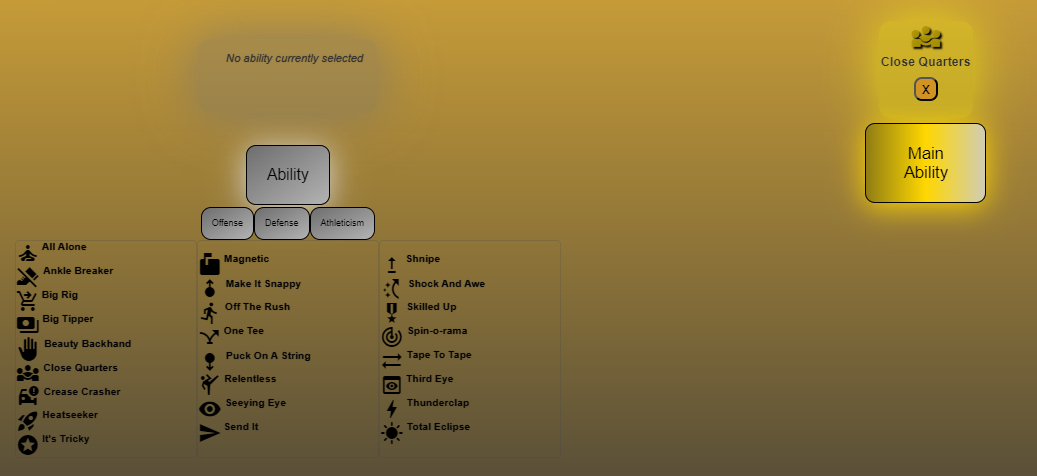 No ability currently selected
Close Quarters
X
Main
Ability
Ability
Offense
Defense
Athleticism
All Alone
Ankle Breaker
Big Rig
Big Tipper
Beauty Backhand
Close Quarters
Crease Crasher
Heatseeker
It's Tricky
Magnetic
Make It Snappy
Off The Rush
One Tee
Puck On A String
Relentless
Seeying Eye
Send It
Shnipe
Shock And Awe
Skilled Up
Spin-o-rama
Tape To Tape
Third Eye
Thunderclap
Total Eclipse